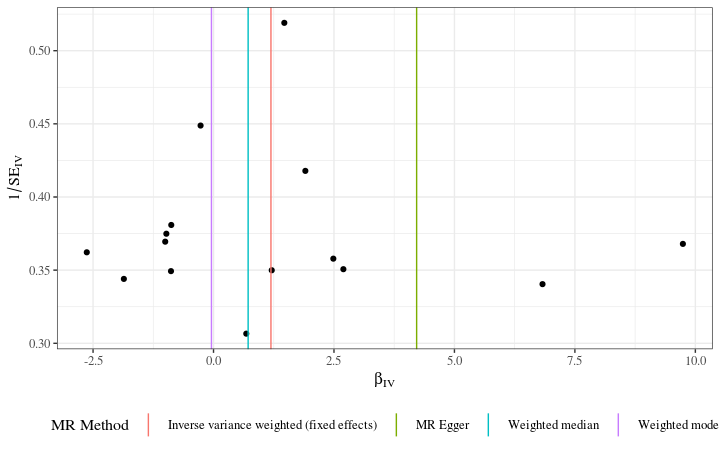 0.50
0.45
0.40
0.35
0.30
1/SE_IV
-2.5 0.0 2.5 5.0 7.5 10.0
β_IV
MR Method Inverse variance weighted (fixed effects) MR Egger Weighted median Weighted mode